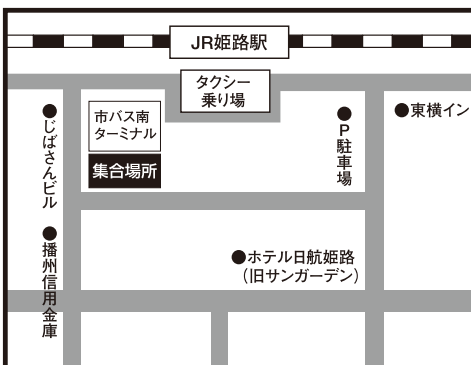 JR姫路駅
タクシー
乗り場
市バス南
ターミナル
集合場所
●じばさんビル
●P駐車場
●東横イン
●播州信用金庫
●ホテル日航姫路
(旧サンガーデン)